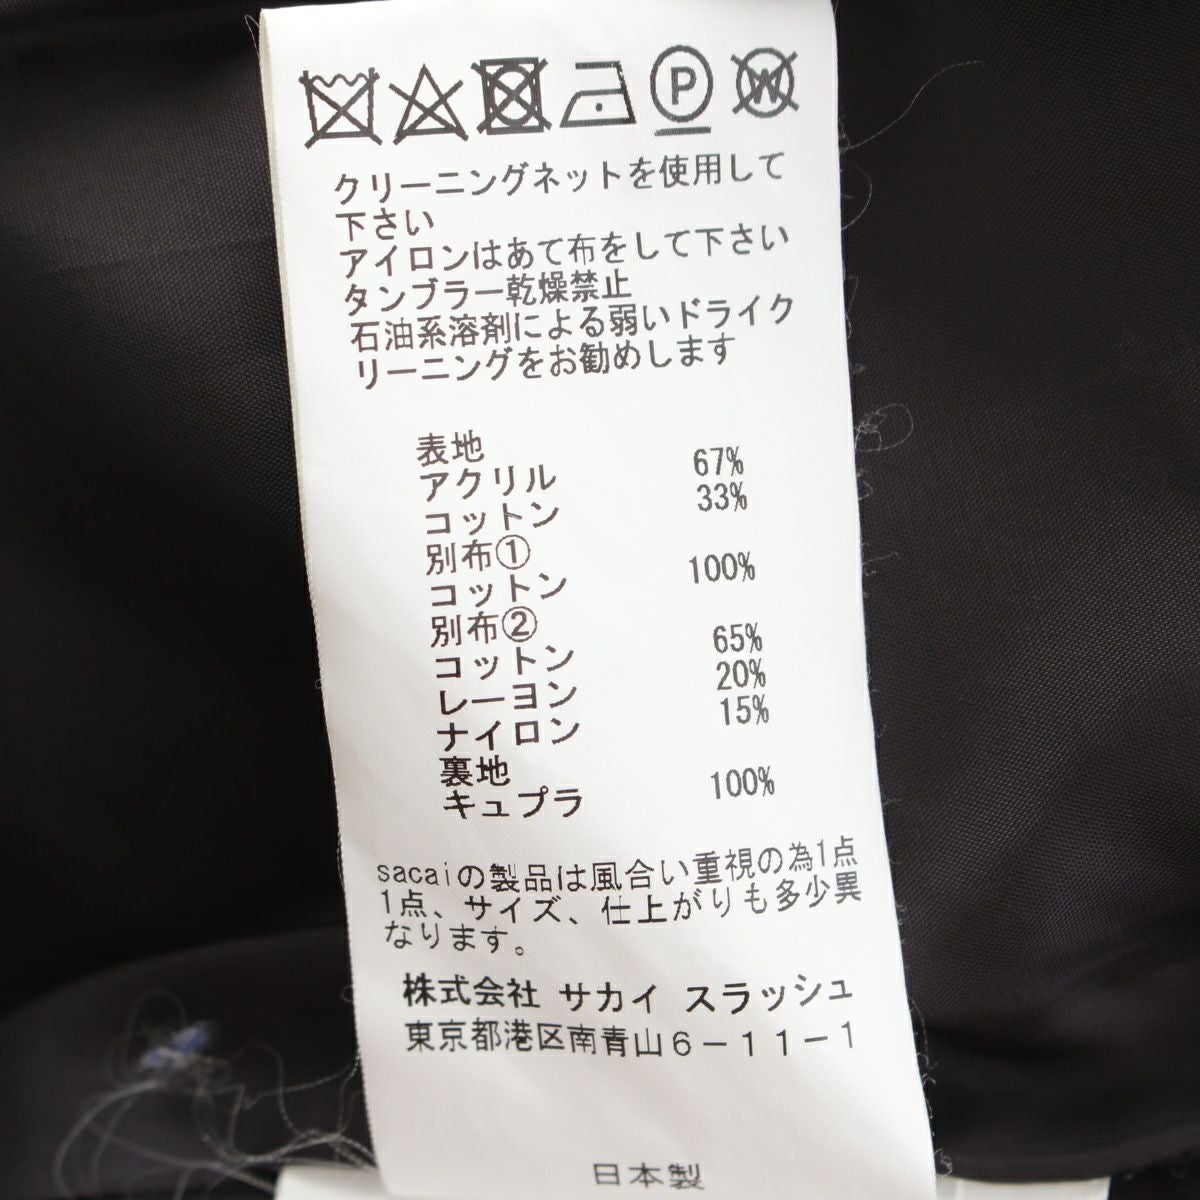 P
W
クリーニングネットを使用して
下さい
アイロンはあて布をして下さい
タンブラー乾燥禁止
石油系溶剤による弱いドライク
リーニングをお勧めします
表地
アクリル 67%
コットン 33%
別布①
コットン 100%
別布②
コットン 65%
レーヨン 20%
ナイロン 15%
裏地
キュプラ 100%
sacaiの製品は風合い重視の為1点
1点、サイズ、仕上がりも多少異
なります。
株式会社 サカイ スラッシュ
東京都港区南青山6-11-1
日本製